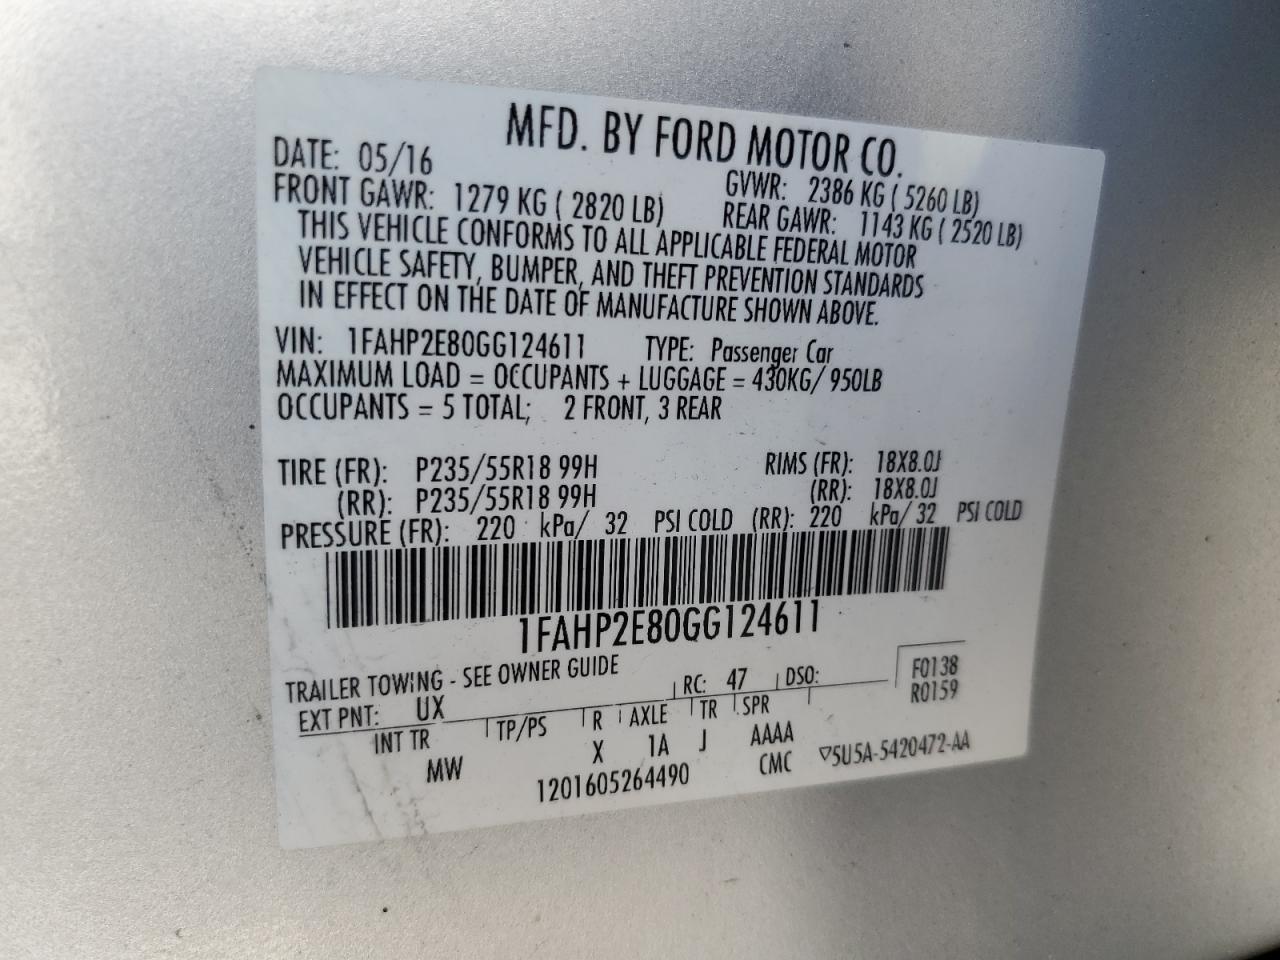 MFD. BY FORD MOTOR CO.
DATE: 05/16 GVWR: 2386 KG ( 5260 LB)
FRONT GAWR: 1279 KG ( 2820 LB) REAR GAWR: 1143 KG ( 2520 LB)
THIS VEHICLE CONFORMS TO ALL APPLICABLE FEDERAL MOTOR
VEHICLE SAFETY, BUMPER, AND THEFT PREVENTION STANDARDS
IN EFFECT ON THE DATE OF MANUFACTURE SHOWN ABOVE.
VIN: 1FAHP2E80GG124611 TYPE: Passenger Car
MAXIMUM LOAD = OCCUPANTS + LUGGAGE = 430KG/ 950LB
OCCUPANTS = 5 TOTAL; 2 FRONT, 3 REAR
TIRE (FR): P235/55R18 99H RIMS (FR): 18X8.0J
(RR): P235/55R18 99H (RR): 18X8.0J
PRESSURE (FR): 220 kPa/ 32 PSI COLD (RR): 220 kPa/ 32 PSI COLD
1FAHP2E80GG124611
TRAILER TOWING - SEE OWNER GUIDE
EXT PNT: UX RC: 47 DSO: F0138
R0159
INT TR TP/PS R AXLE TR SPR
MW X 1A J AAAA
1201605264490 CMC ▽5U5A-5420472-AA